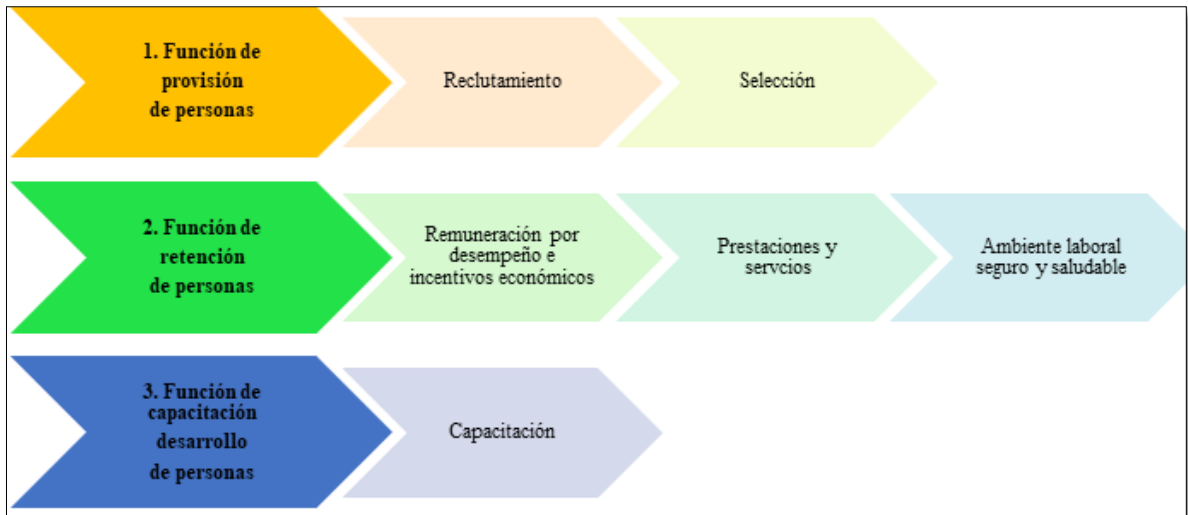 1. Función de
provisión
de personas
Reclutamiento
Selección
2. Función de
retención
de personas
Remuneración por
desempeño e
incentivos económicos
Prestaciones y
servcios
Ambiente laboral
seguro y saludable
3. Función de
capacitación
desarrollo
de personas
Capacitación